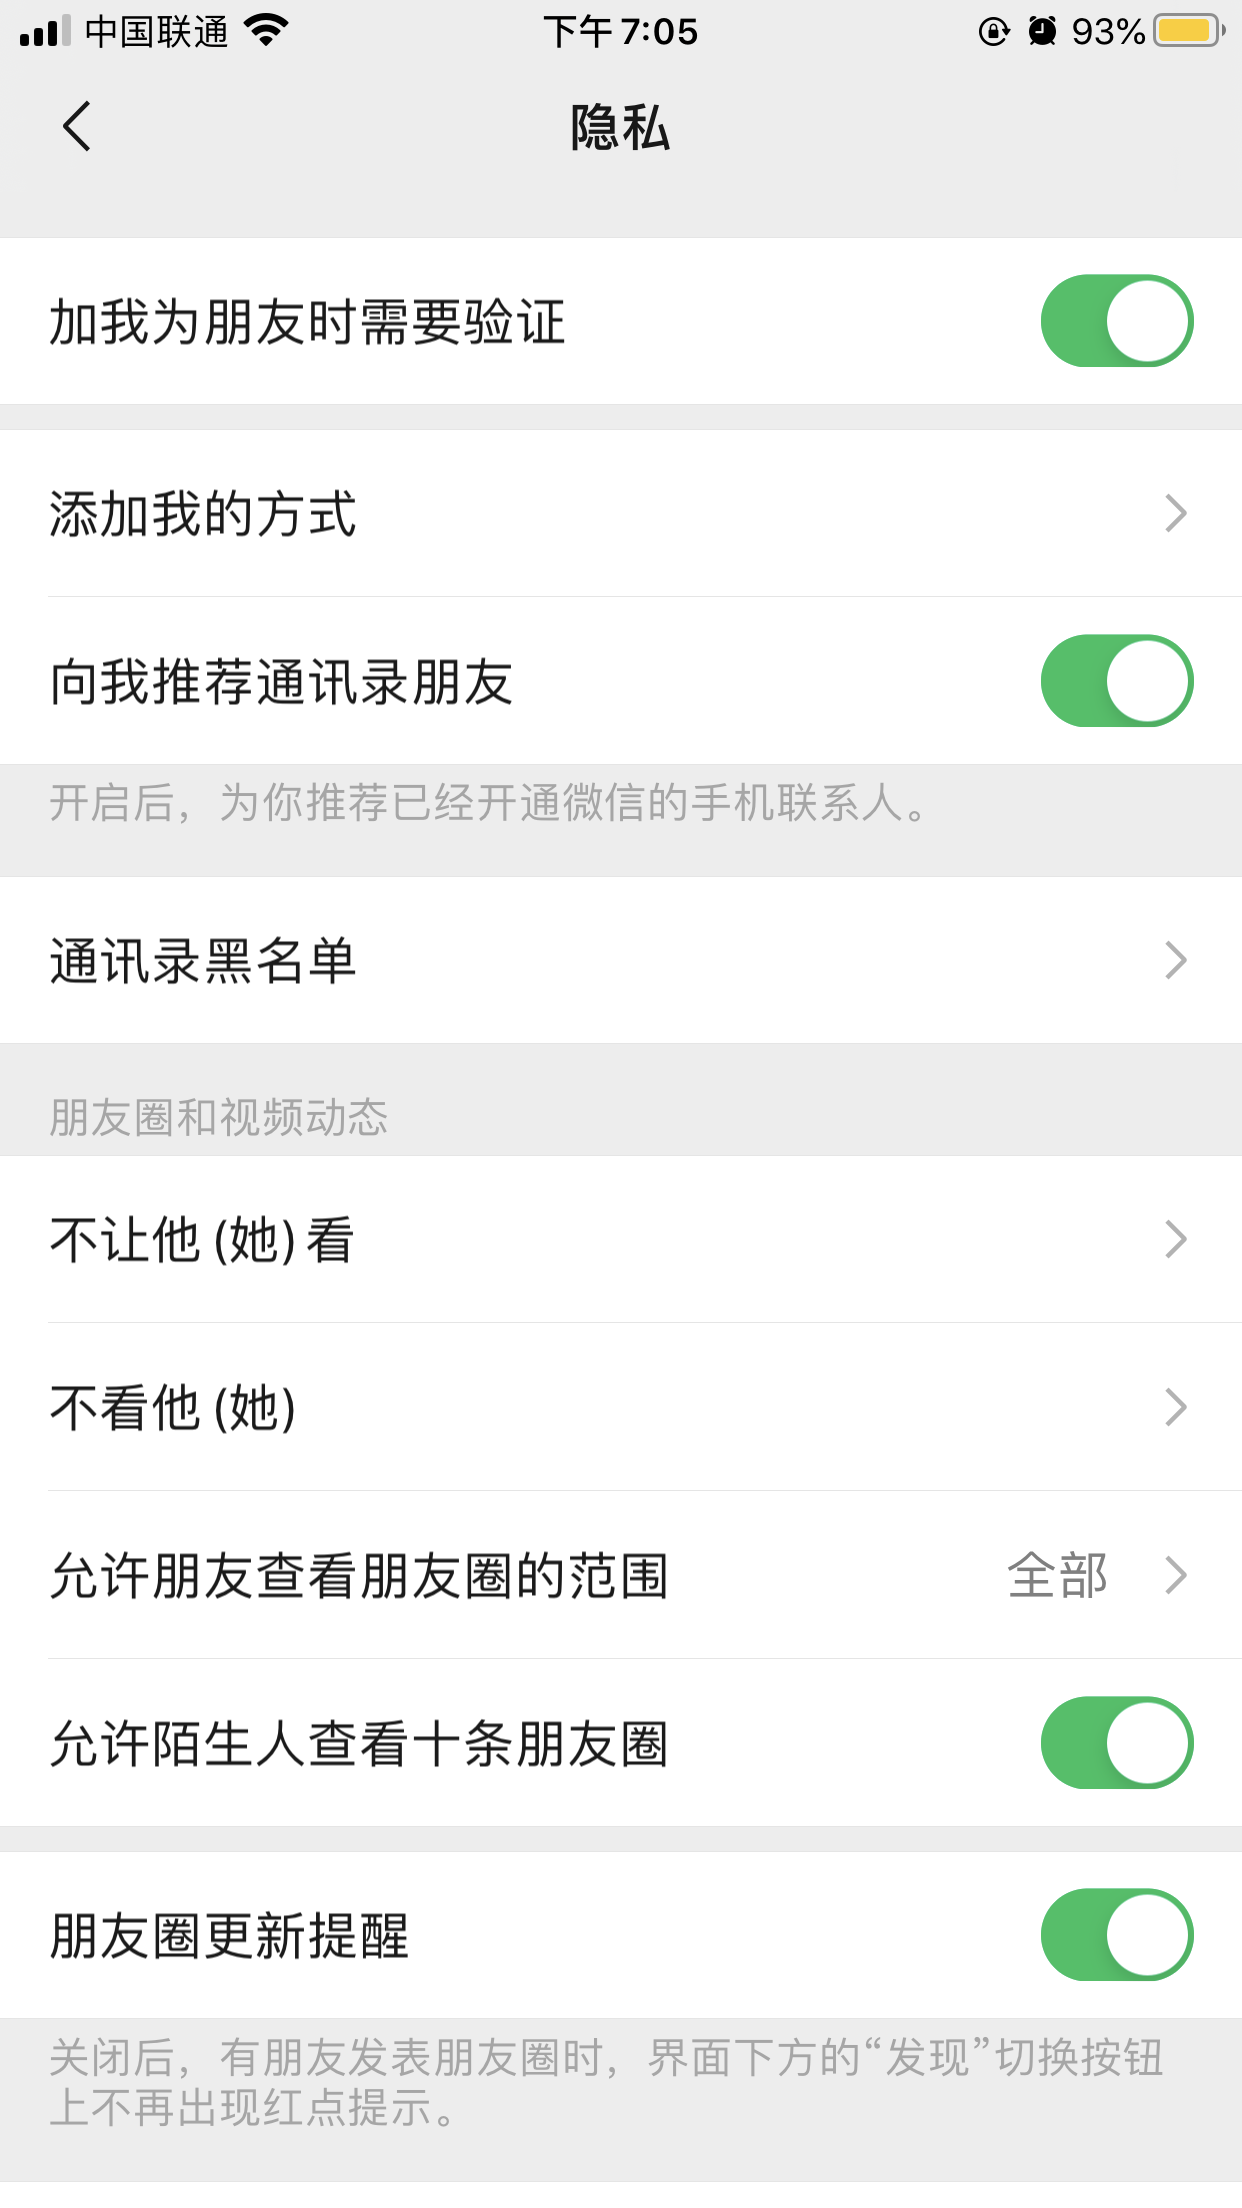 中国联通 下午 7:05 93%
隐私
加我为朋友时需要验证
添加我的方式
向我推荐通讯录朋友
开启后，为你推荐已经开通微信的手机联系人。
通讯录黑名单
朋友圈和视频动态
不让他 (她) 看
不看他 (她)
允许朋友查看朋友圈的范围 全部
允许陌生人查看十条朋友圈
朋友圈更新提醒
关闭后，有朋友发表朋友圈时，界面下方的“发现”切换按钮
上不再出现红点提示。